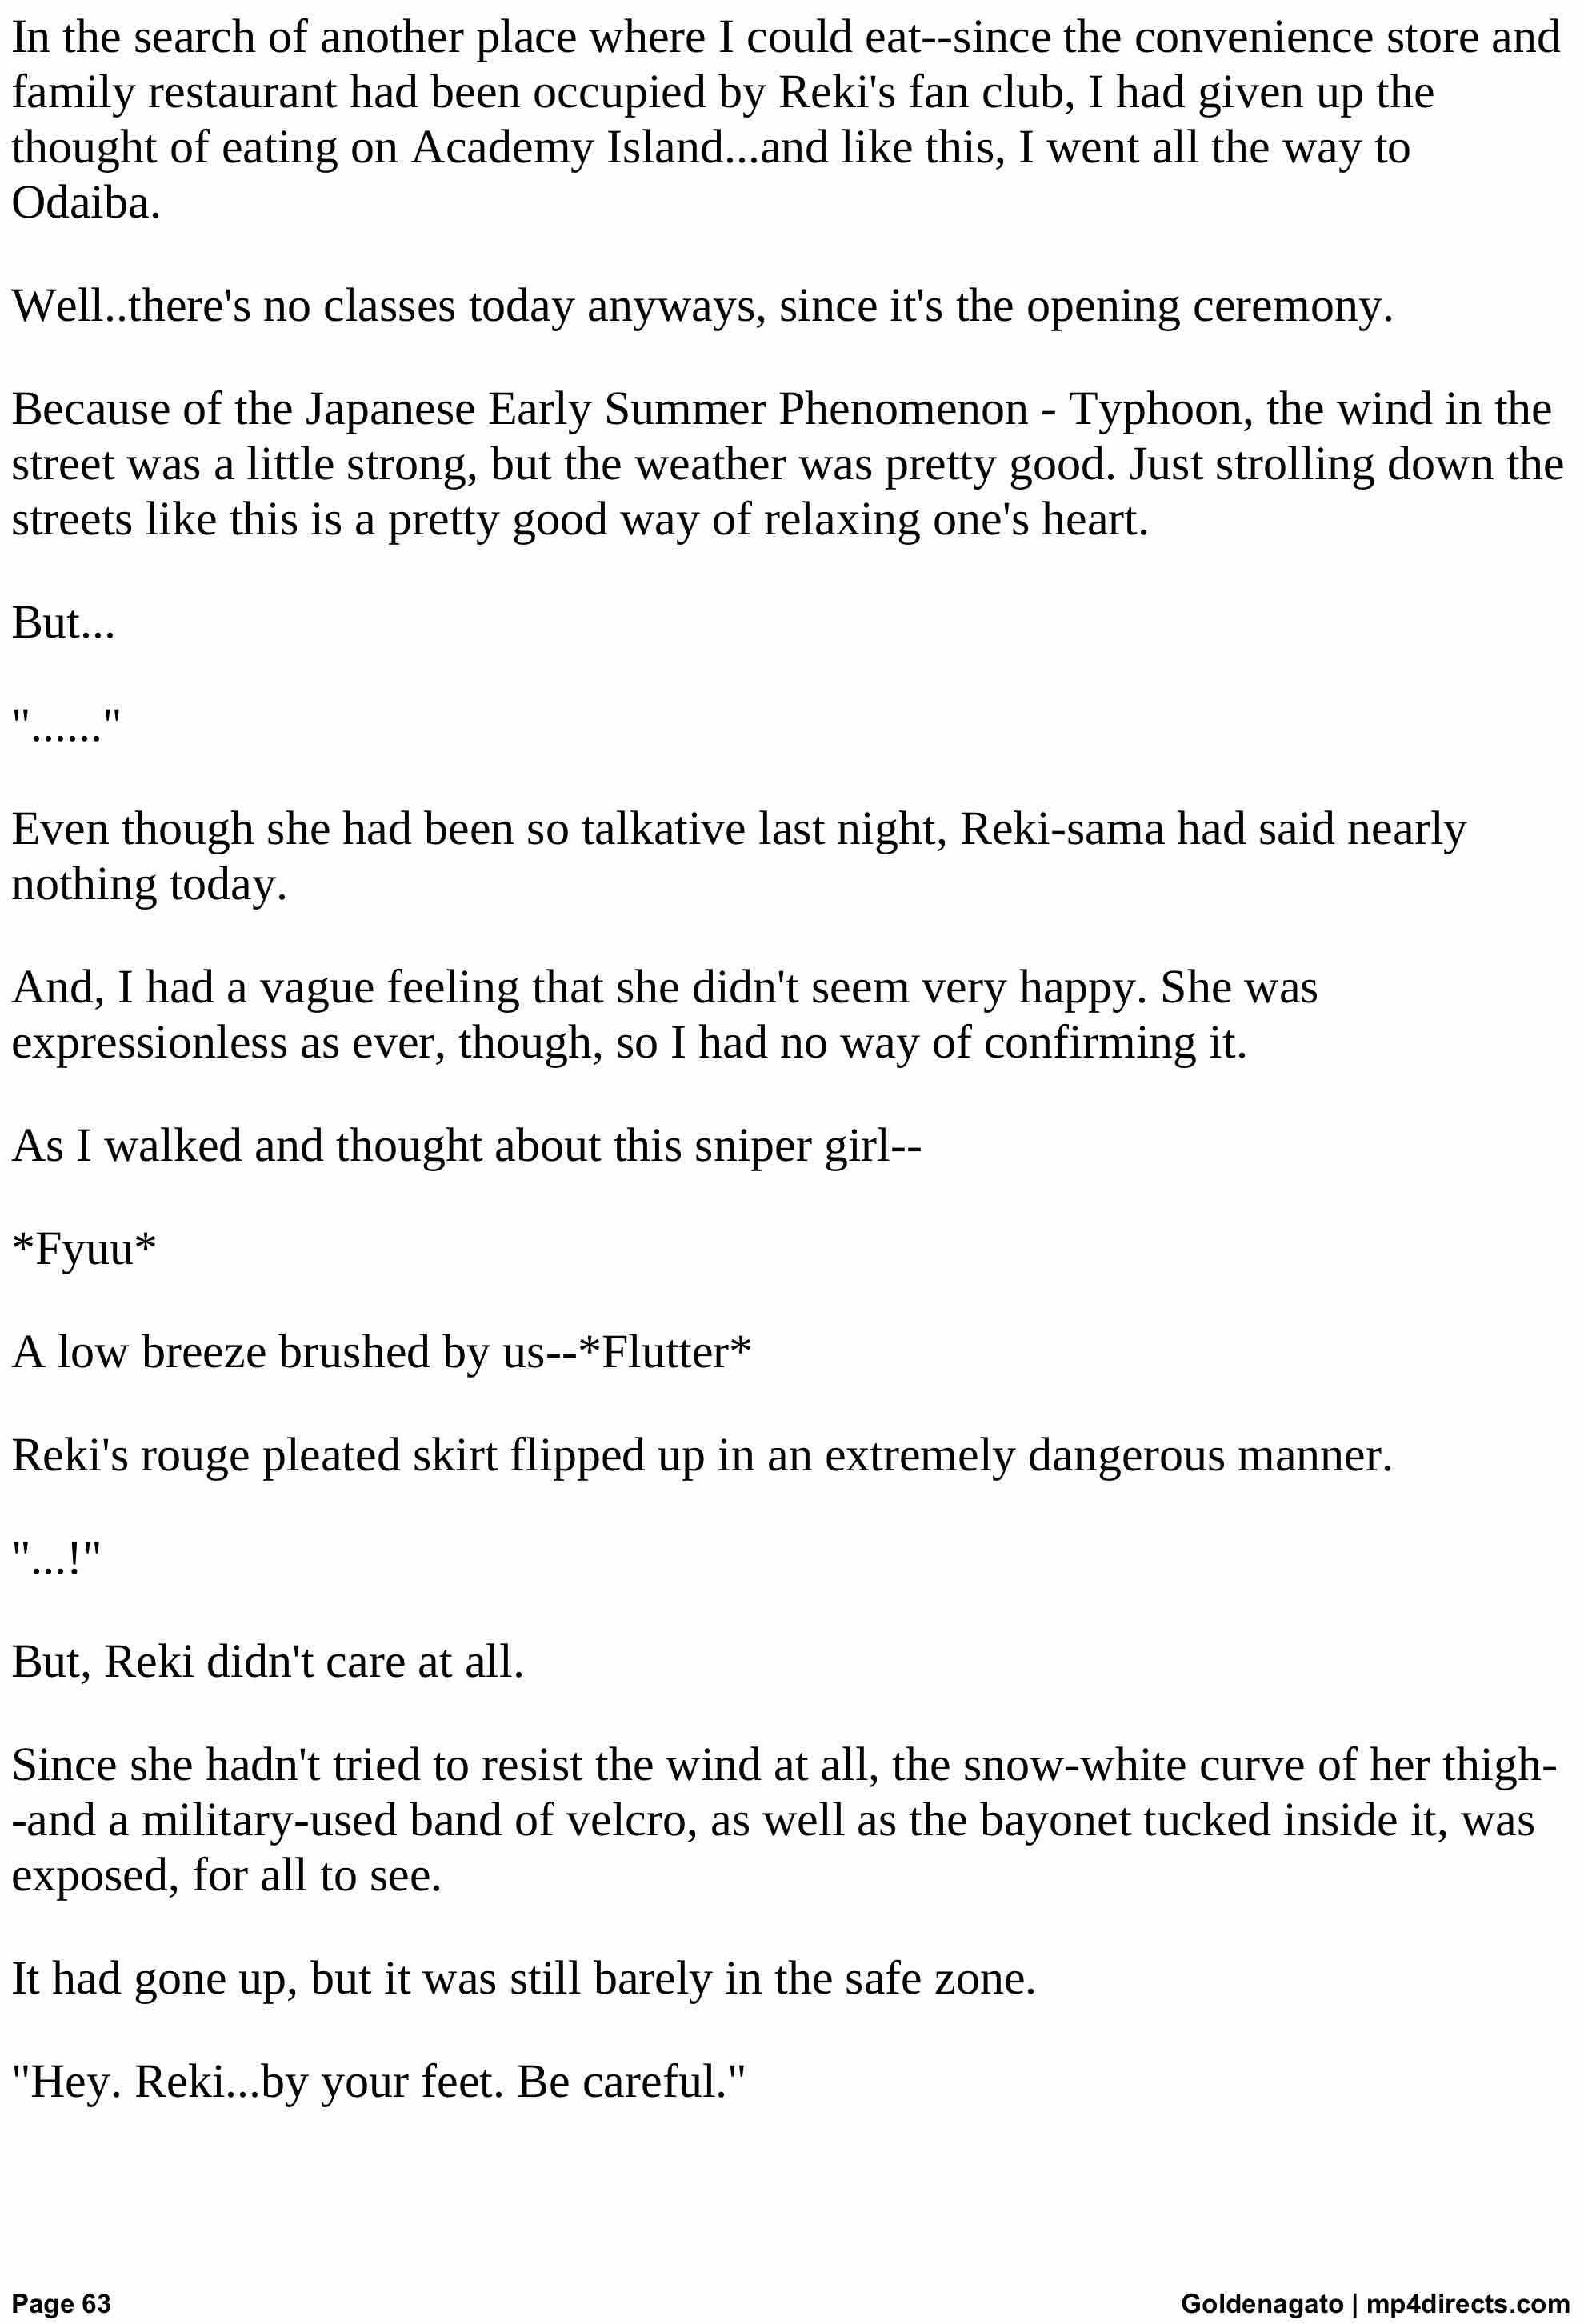 In the search of another place where I could eat--since the convenience store and
family restaurant had been occupied by Reki's fan club, I had given up the
thought of eating on Academy Island...and like this, I went all the way to
Odaiba.
Well..there's no classes today anyways, since it's the opening ceremony.
Because of the Japanese Early Summer Phenomenon - Typhoon, the wind in the
street was a little strong, but the weather was pretty good. Just strolling down the
streets like this is a pretty good way of relaxing one's heart.
But...
"......"
Even though she had been so talkative last night, Reki-sama had said nearly
nothing today.
And, I had a vague feeling that she didn't seem very happy. She was
expressionless as ever, though, so I had no way of confirming it.
As I walked and thought about this sniper girl--
*Fyuu*
A low breeze brushed by us--*Flutter*
Reki's rouge pleated skirt flipped up in an extremely dangerous manner.
"...!"
But, Reki didn't care at all.
Since she hadn't tried to resist the wind at all, the snow-white curve of her thigh-
-and a military-used band of velcro, as well as the bayonet tucked inside it, was
exposed, for all to see.
It had gone up, but it was still barely in the safe zone.
"Hey. Reki...by your feet. Be careful."
Page 63
Goldenagato | mp4directs.com